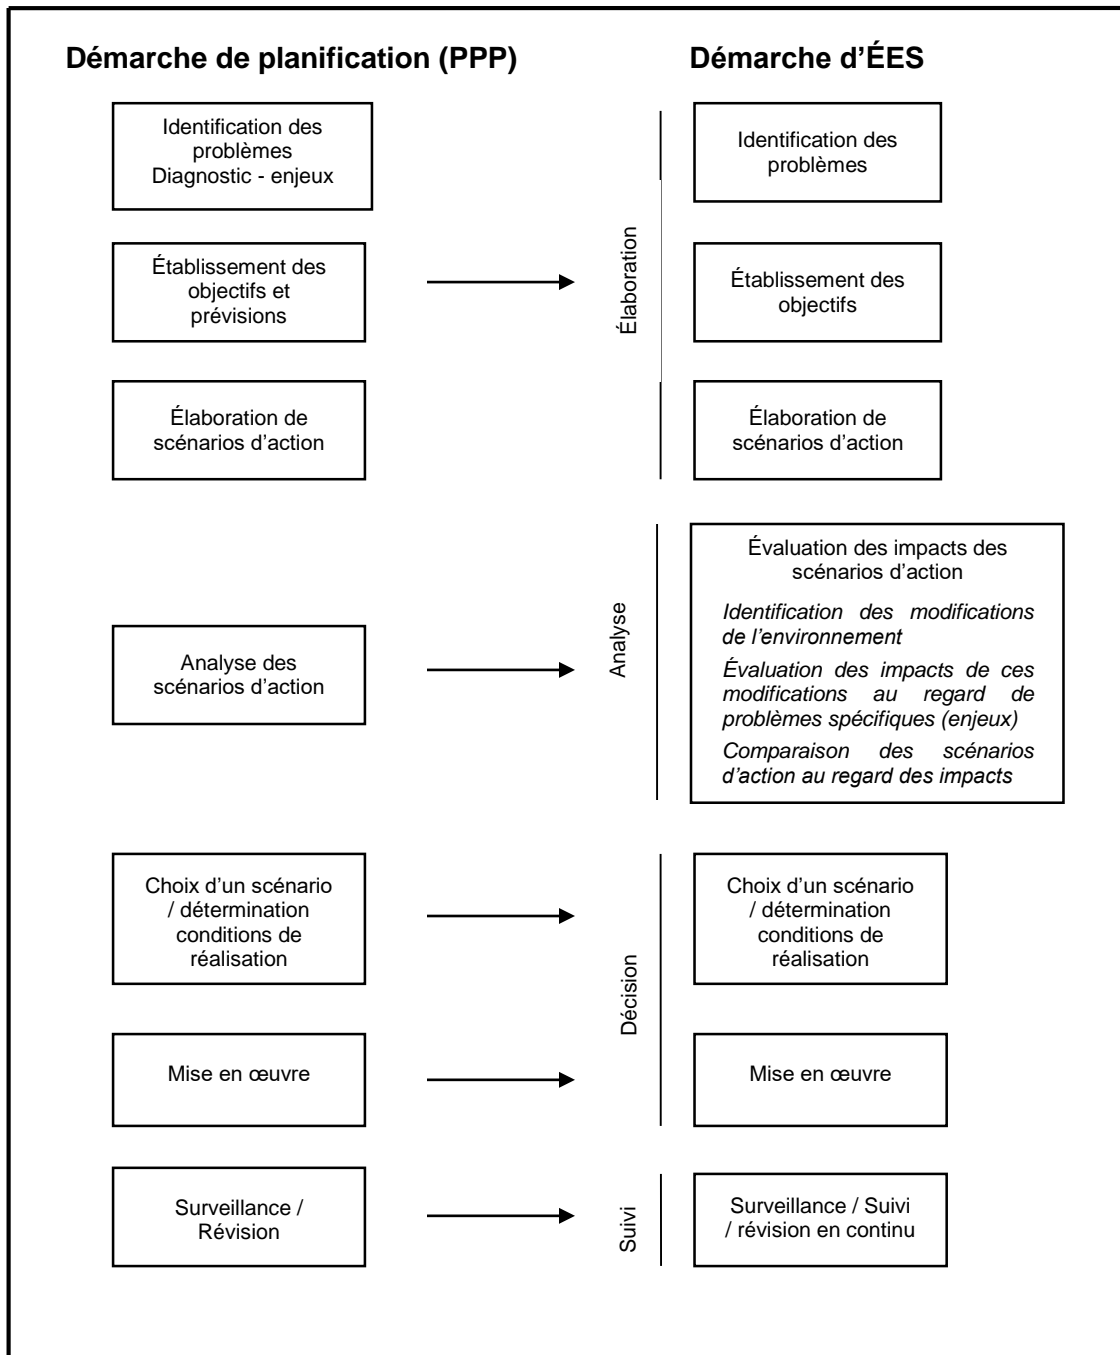 Démarche de planification (PPP)
Démarche d’ÉES
Identification des
problèmes
Diagnostic - enjeux
Identification des
problèmes
Établissement des
objectifs et
prévisions
Élaboration
Établissement des
objectifs
Élaboration de
scénarios d’action
Élaboration de
scénarios d’action
Analyse des
scénarios d’action
Analyse
Évaluation des impacts des
scénarios d’action
Identification des modifications
de l’environnement
Évaluation des impacts de ces
modifications au regard de
problèmes spécifiques (enjeux)
Comparaison des scénarios
d’action au regard des impacts
Choix d’un scénario
/ détermination
conditions de
réalisation
Décision
Choix d’un scénario
/ détermination
conditions de
réalisation
Mise en œuvre
Mise en œuvre
Surveillance /
Révision
Suivi
Surveillance / Suivi
/ révision en continu